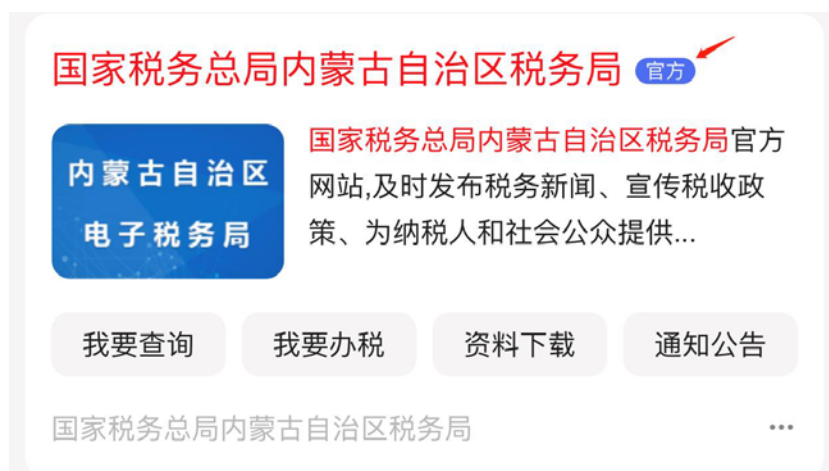 国家税务总局内蒙古自治区税务局 官方
内蒙古自治区
电子税务局
国家税务总局内蒙古自治区税务局官方
网站,及时发布税务新闻、宣传税收政
策、为纳税人和社会公众提供...
我要查询 我要办税 资料下载 通知公告
国家税务总局内蒙古自治区税务局